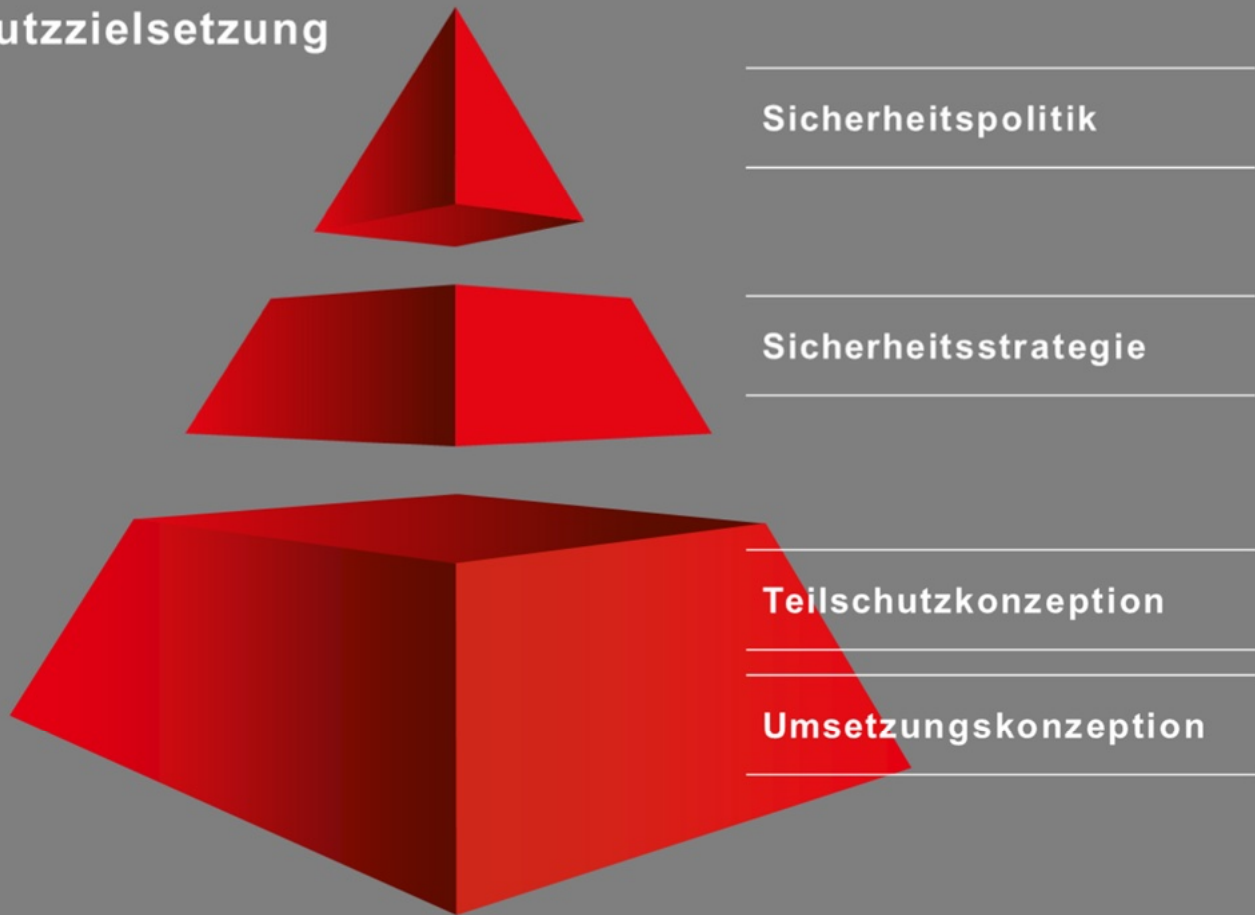 utzzielsetzung
Sicherheitspolitik
Sicherheitsstrategie
Teilschutzkonzeption
Umsetzungskonzeption